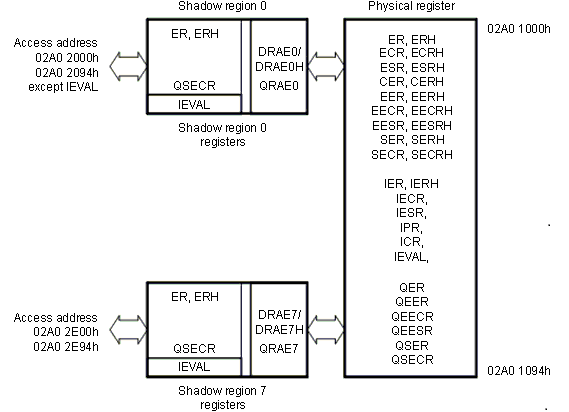 Shadow region 0
Physical register
Access address
02A0 2000h
02A0 2094h
except IEVAL
ER, ERH
QSECR
IEVAL
DRAE0/
DRAE0H
QRAE0
Shadow region 0
registers
02A0 1000h
ER, ERH
ECR, ECRH
ESR, ESRH
CER, CERH
EER, EERH
EECR, EECRH
EESR, EESRH
SER, SERH
SECR, SECRH
IER, IERH
IECR,
IESR,
IPR,
ICR,
IEVAL,
QER
QEER
QEECR
QEESR
QSER
QSECR
02A0 1094h
Access address
02A0 2E00h
02A0 2E94h
ER, ERH
QSECR
IEVAL
DRAE7/
DRAE7H
QRAE7
Shadow region 7
registers